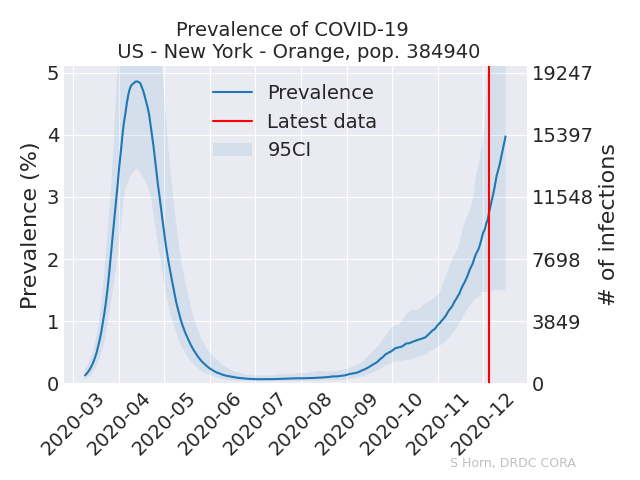 Prevalence of COVID-19
US - New York - Orange, pop. 384940
Prevalence
Latest data
95CI
Prevalence (%)
5
4
3
2
1
0
19247
15397
11548
7698
3849
0
# of infections
2020-03
2020-04
2020-05
2020-06
2020-07
2020-08
2020-09
2020-10
2020-11
2020-12
S Horn, DRDC CORA